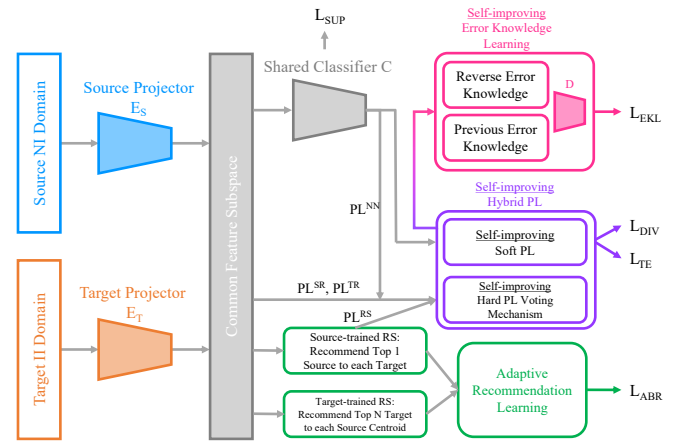 L_SUP
Shared Classifier C
Self-improving
Error Knowledge
Learning
Source NI Domain
Source Projector
E_S
Common Feature Subspace
Reverse Error
Knowledge
Previous Error
Knowledge
D
L_EKL
PL^NN
Self-improving
Hybrid PL
Self-improving
Soft PL
Self-improving
Hard PL Voting
Mechanism
L_DIV
L_TE
Target II Domain
Target Projector
E_T
PL^SR, PL^TR
PL^RS
Source-trained RS:
Recommend Top 1
Source to each Target
Target-trained RS:
Recommend Top N Target
to each Source Centroid
Adaptive
Recommendation
Learning
L_ABR